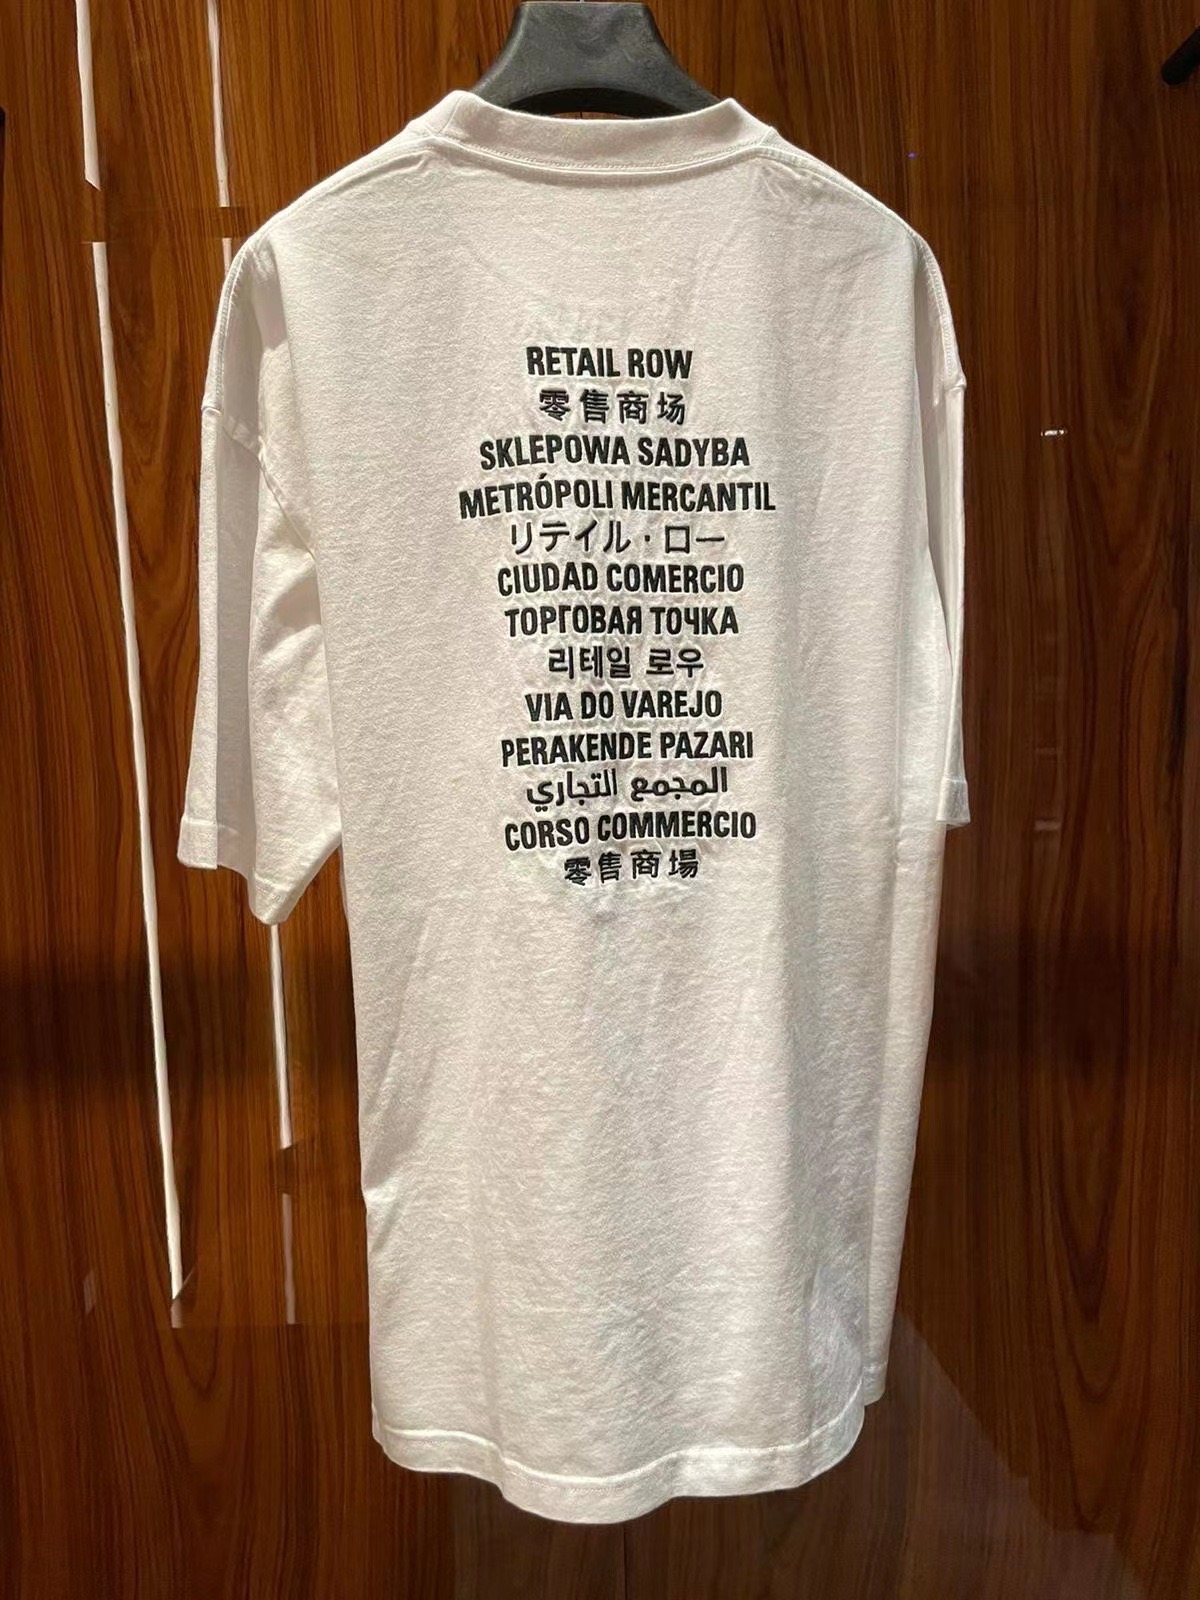 RETAIL ROW
零售商场
SKLEPOWA SADYBA
METRÓPOLI MERCANTIL
リテイル・ロー
CIUDAD COMERCIO
ТОРГОВАЯ ТОЧКА
리테일 로우
VIA DO VAREJO
PERAKENDE PAZARI
المجمع التجاري
CORSO COMMERCIO
零售商場